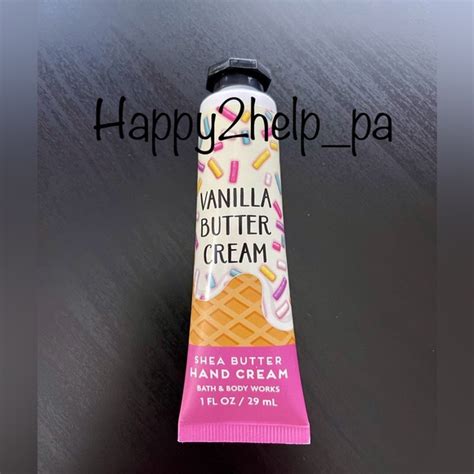 Happy2help_pa
VANILLA
BUTTER
CREAM
SHEA BUTTER
HAND CREAM
BATH & BODY WORKS
1 FL OZ / 29 mL